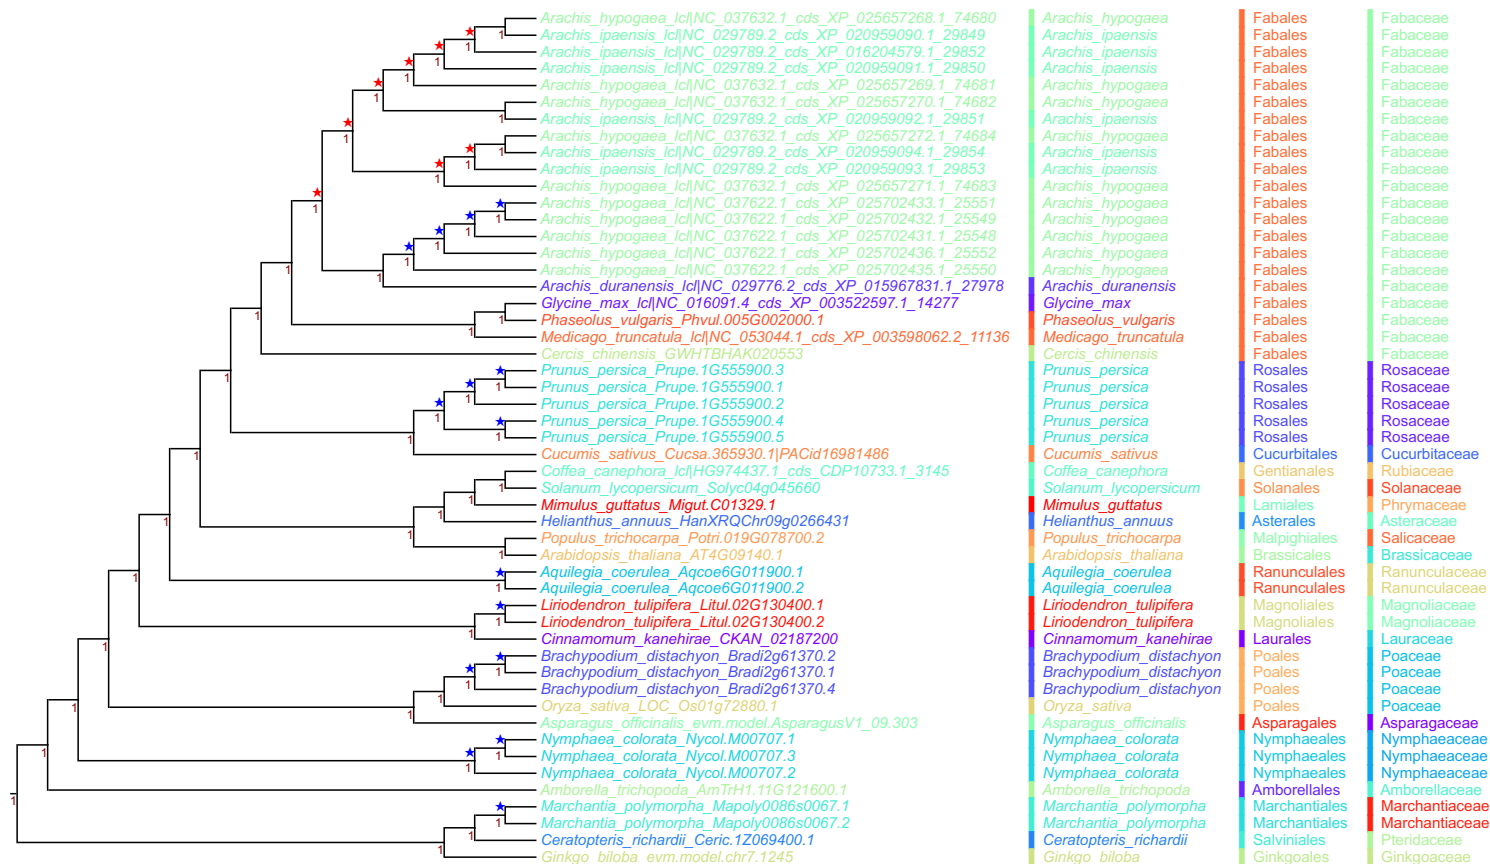 Arachis_hypogaea_lcl|NC_037632.1_cds_XP_025657268.1_74680 Arachis_hypogaea Fabales Fabaceae
Arachis_ipaensis_lcl|NC_029789.2_cds_XP_020959090.1_29849 Arachis_ipaensis Fabales Fabaceae
Arachis_ipaensis_lcl|NC_029789.2_cds_XP_016204579.1_29852 Arachis_ipaensis Fabales Fabaceae
Arachis_ipaensis_lcl|NC_029789.2_cds_XP_020959091.1_29850 Arachis_ipaensis Fabales Fabaceae
Arachis_hypogaea_lcl|NC_037632.1_cds_XP_025657269.1_74681 Arachis_hypogaea Fabales Fabaceae
Arachis_hypogaea_lcl|NC_037632.1_cds_XP_025657270.1_74682 Arachis_hypogaea Fabales Fabaceae
Arachis_ipaensis_lcl|NC_029789.2_cds_XP_020959092.1_29851 Arachis_ipaensis Fabales Fabaceae
Arachis_hypogaea_lcl|NC_037632.1_cds_XP_025657272.1_74684 Arachis_hypogaea Fabales Fabaceae
Arachis_ipaensis_lcl|NC_029789.2_cds_XP_020959094.1_29854 Arachis_ipaensis Fabales Fabaceae
Arachis_ipaensis_lcl|NC_029789.2_cds_XP_020959093.1_29853 Arachis_ipaensis Fabales Fabaceae
Arachis_hypogaea_lcl|NC_037632.1_cds_XP_025657271.1_74683 Arachis_hypogaea Fabales Fabaceae
Arachis_hypogaea_lcl|NC_037622.1_cds_XP_025702433.1_25551 Arachis_hypogaea Fabales Fabaceae
Arachis_hypogaea_lcl|NC_037622.1_cds_XP_025702432.1_25549 Arachis_hypogaea Fabales Fabaceae
Arachis_hypogaea_lcl|NC_037622.1_cds_XP_025702431.1_25548 Arachis_hypogaea Fabales Fabaceae
Arachis_hypogaea_lcl|NC_037622.1_cds_XP_025702436.1_25552 Arachis_hypogaea Fabales Fabaceae
Arachis_hypogaea_lcl|NC_037622.1_cds_XP_025702435.1_25550 Arachis_hypogaea Fabales Fabaceae
Arachis_duranensis_lcl|NC_029776.2_cds_XP_015967831.1_27978 Arachis_duranensis Fabales Fabaceae
Glycine_max_lcl|NC_016091.4_cds_XP_003522597.1_14277 Glycine_max Fabales Fabaceae
Phaseolus_vulgaris_Phvul.005G002000.1 Phaseolus_vulgaris Fabales Fabaceae
Medicago_truncatula_lcl|NC_053044.1_cds_XP_003598062.2_11136 Medicago_truncatula Fabales Fabaceae
Cercis_chinensis_GWHTBHAK020553 Cercis_chinensis Fabales Fabaceae
Prunus_persica_Prupe.1G555900.3 Prunus_persica Rosales Rosaceae
Prunus_persica_Prupe.1G555900.1 Prunus_persica Rosales Rosaceae
Prunus_persica_Prupe.1G555900.2 Prunus_persica Rosales Rosaceae
Prunus_persica_Prupe.1G555900.4 Prunus_persica Rosales Rosaceae
Prunus_persica_Prupe.1G555900.5 Prunus_persica Rosales Rosaceae
Cucumis_sativus_Cucsa.365930.1|PACid16981486 Cucumis_sativus Cucurbitales Cucurbitaceae
Coffea_canephora_lcl|HG974437.1_cds_CDP10733.1_3145 Coffea_canephora Gentianales Rubiaceae
Solanum_lycopersicum_Solyc04g045660 Solanum_lycopersicum Solanales Solanaceae
Mimulus_guttatus_Migut.C01329.1 Mimulus_guttatus Lamiales Phrymaceae
Helianthus_annuus_HanXRQChr09g0266431 Helianthus_annuus Asterales Asteraceae
Populus_trichocarpa_Potri.019G078700.2 Populus_trichocarpa Malpighiales Salicaceae
Arabidopsis_thaliana_AT4G09140.1 Arabidopsis_thaliana Brassicales Brassicaceae
Aquilegia_coerulea_Aqcoe6G011900.1 Aquilegia_coerulea Ranunculales Ranunculaceae
Aquilegia_coerulea_Aqcoe6G011900.2 Aquilegia_coerulea Ranunculales Ranunculaceae
Liriodendron_tulipifera_Litul.02G130400.1 Liriodendron_tulipifera Magnoliales Magnoliaceae
Liriodendron_tulipifera_Litul.02G130400.2 Liriodendron_tulipifera Magnoliales Magnoliaceae
Cinnamomum_kanehirae_CKAN_02187200 Cinnamomum_kanehirae Laurales Lauraceae
Brachypodium_distachyon_Bradi2g61370.2 Brachypodium_distachyon Poales Poaceae
Brachypodium_distachyon_Bradi2g61370.1 Brachypodium_distachyon Poales Poaceae
Brachypodium_distachyon_Bradi2g61370.4 Brachypodium_distachyon Poales Poaceae
Oryza_sativa_LOC_Os01g72880.1 Oryza_sativa Poales Poaceae
Asparagus_officinalis_evm.model.AsparagusV1_09.303 Asparagus_officinalis Asparagales Asparagaceae
Nymphaea_colorata_Nycol.M00707.1 Nymphaea_colorata Nymphaeales Nymphaeaceae
Nymphaea_colorata_Nycol.M00707.3 Nymphaea_colorata Nymphaeales Nymphaeaceae
Nymphaea_colorata_Nycol.M00707.2 Nymphaea_colorata Nymphaeales Nymphaeaceae
Amborella_trichopoda_AmTrH1.11G121600.1 Amborella_trichopoda Amborellales Amborellaceae
Marchantia_polymorpha_Mapoly0086s0067.1 Marchantia_polymorpha Marchantiales Marchantiaceae
Marchantia_polymorpha_Mapoly0086s0067.2 Marchantia_polymorpha Marchantiales Marchantiaceae
Ceratopteris_richardii_Ceric.1Z069400.1 Ceratopteris_richardii Salviniales Pteridaceae
Ginkgo_biloba_evm.model.chr7.1245 Ginkgo_biloba Ginkgoales Ginkgoaceae